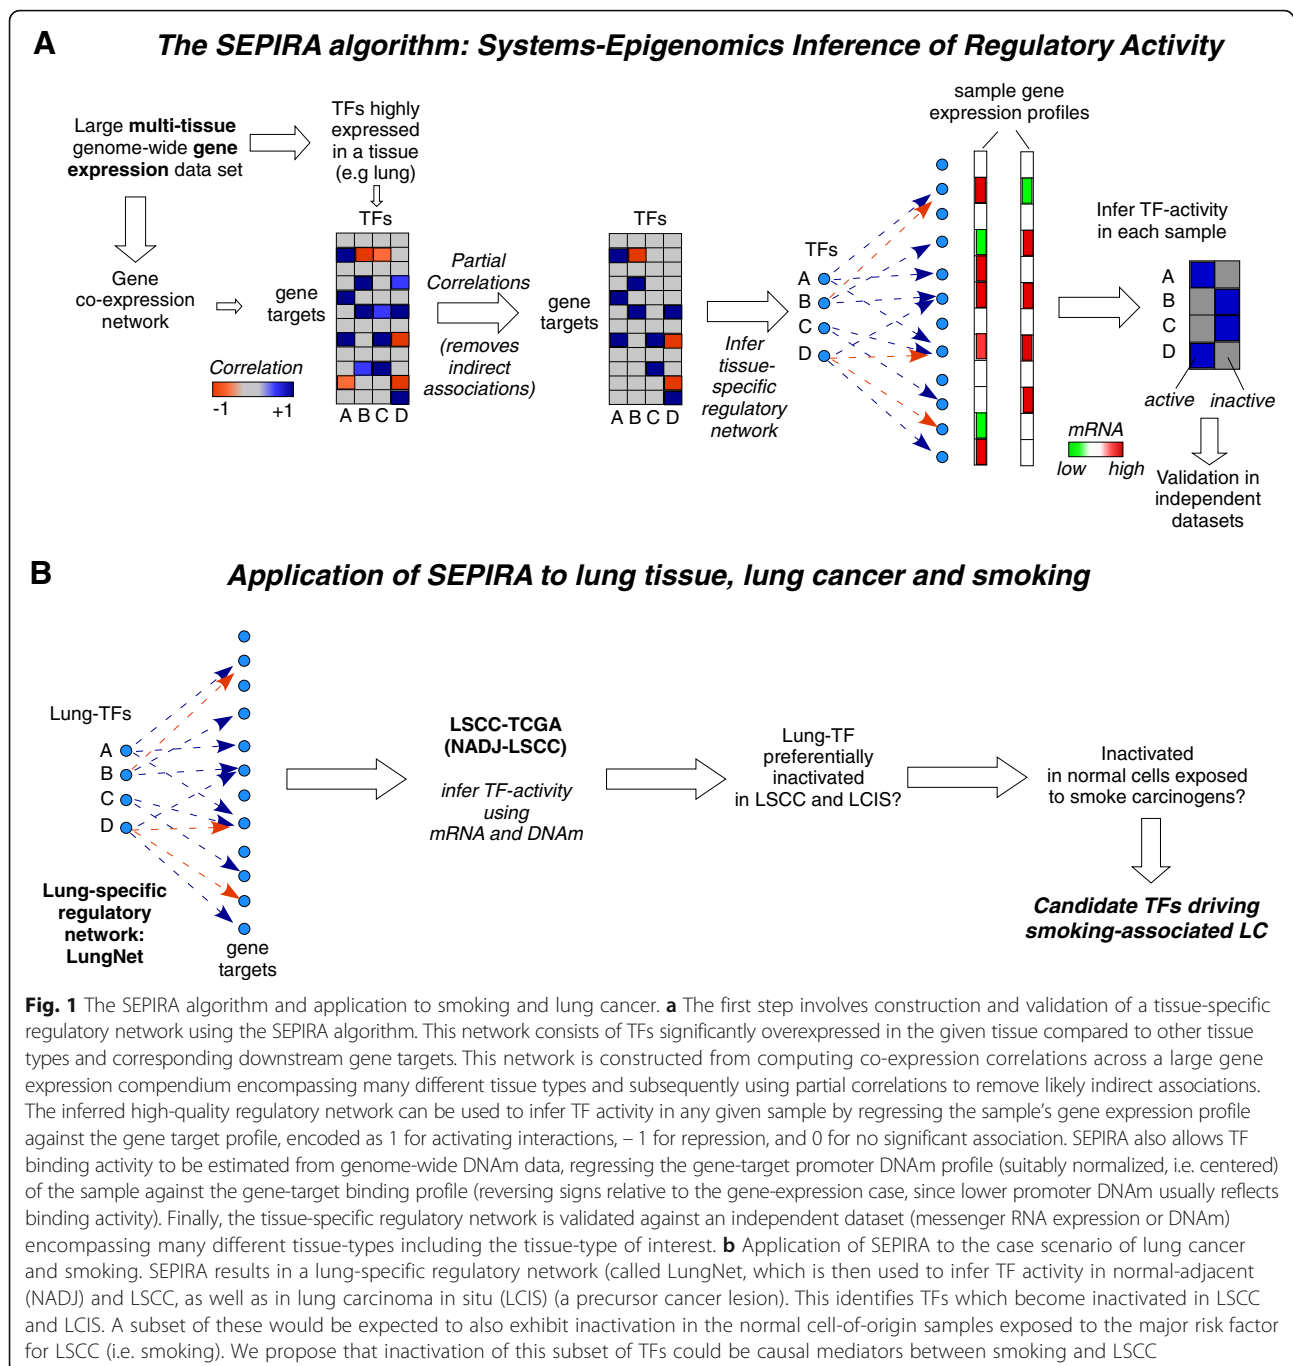 A
The SEPIRA algorithm: Systems-Epigenomics Inference of Regulatory Activity
Large multi-tissue
genome-wide gene
expression data set
TFs highly
expressed
in a tissue
(e.g lung)
Gene
co-expression
network
TFs
gene
targets
Correlation
-1
+1
A B C D
Partial
Correlations
(removes
indirect
associations)
TFs
gene
targets
A B C D
Infer
tissue-
specific
regulatory
network
TFs
A
B
C
D
sample gene
expression profiles
mRNA
low
high
Infer TF-activity
in each sample
A
B
C
D
active
inactive
Validation in
independent
datasets
B
Application of SEPIRA to lung tissue, lung cancer and smoking
Lung-TFs
A
B
C
D
Lung-specific
regulatory
network:
LungNet
gene
targets
LSCC-TCGA
(NADJ-LSCC)
infer TF-activity
using
mRNA and DNAm
Lung-TF
preferentially
inactivated
in LSCC and LCIS?
Inactivated
in normal cells exposed
to smoke carcinogens?
Candidate TFs driving
smoking-associated LC
Fig. 1 The SEPIRA algorithm and application to smoking and lung cancer. a The first step involves construction and validation of a tissue-specific
regulatory network using the SEPIRA algorithm. This network consists of TFs significantly overexpressed in the given tissue compared to other tissue
types and corresponding downstream gene targets. This network is constructed from computing co-expression correlations across a large gene
expression compendium encompassing many different tissue types and subsequently using partial correlations to remove likely indirect associations.
The inferred high-quality regulatory network can be used to infer TF activity in any given sample by regressing the sample's gene expression profile
against the gene target profile, encoded as 1 for activating interactions, – 1 for repression, and 0 for no significant association. SEPIRA also allows TF
binding activity to be estimated from genome-wide DNAm data, regressing the gene-target promoter DNAm profile (suitably normalized, i.e. centered)
of the sample against the gene-target binding profile (reversing signs relative to the gene-expression case, since lower promoter DNAm usually reflects
binding activity). Finally, the tissue-specific regulatory network is validated against an independent dataset (messenger RNA expression or DNAm)
encompassing many different tissue-types including the tissue-type of interest. b Application of SEPIRA to the case scenario of lung cancer
and smoking. SEPIRA results in a lung-specific regulatory network (called LungNet, which is then used to infer TF activity in normal-adjacent
(NADJ) and LSCC, as well as in lung carcinoma in situ (LCIS) (a precursor cancer lesion). This identifies TFs which become inactivated in LSCC
and LCIS. A subset of these would be expected to also exhibit inactivation in the normal cell-of-origin samples exposed to the major risk factor
for LSCC (i.e. smoking). We propose that inactivation of this subset of TFs could be causal mediators between smoking and LSCC